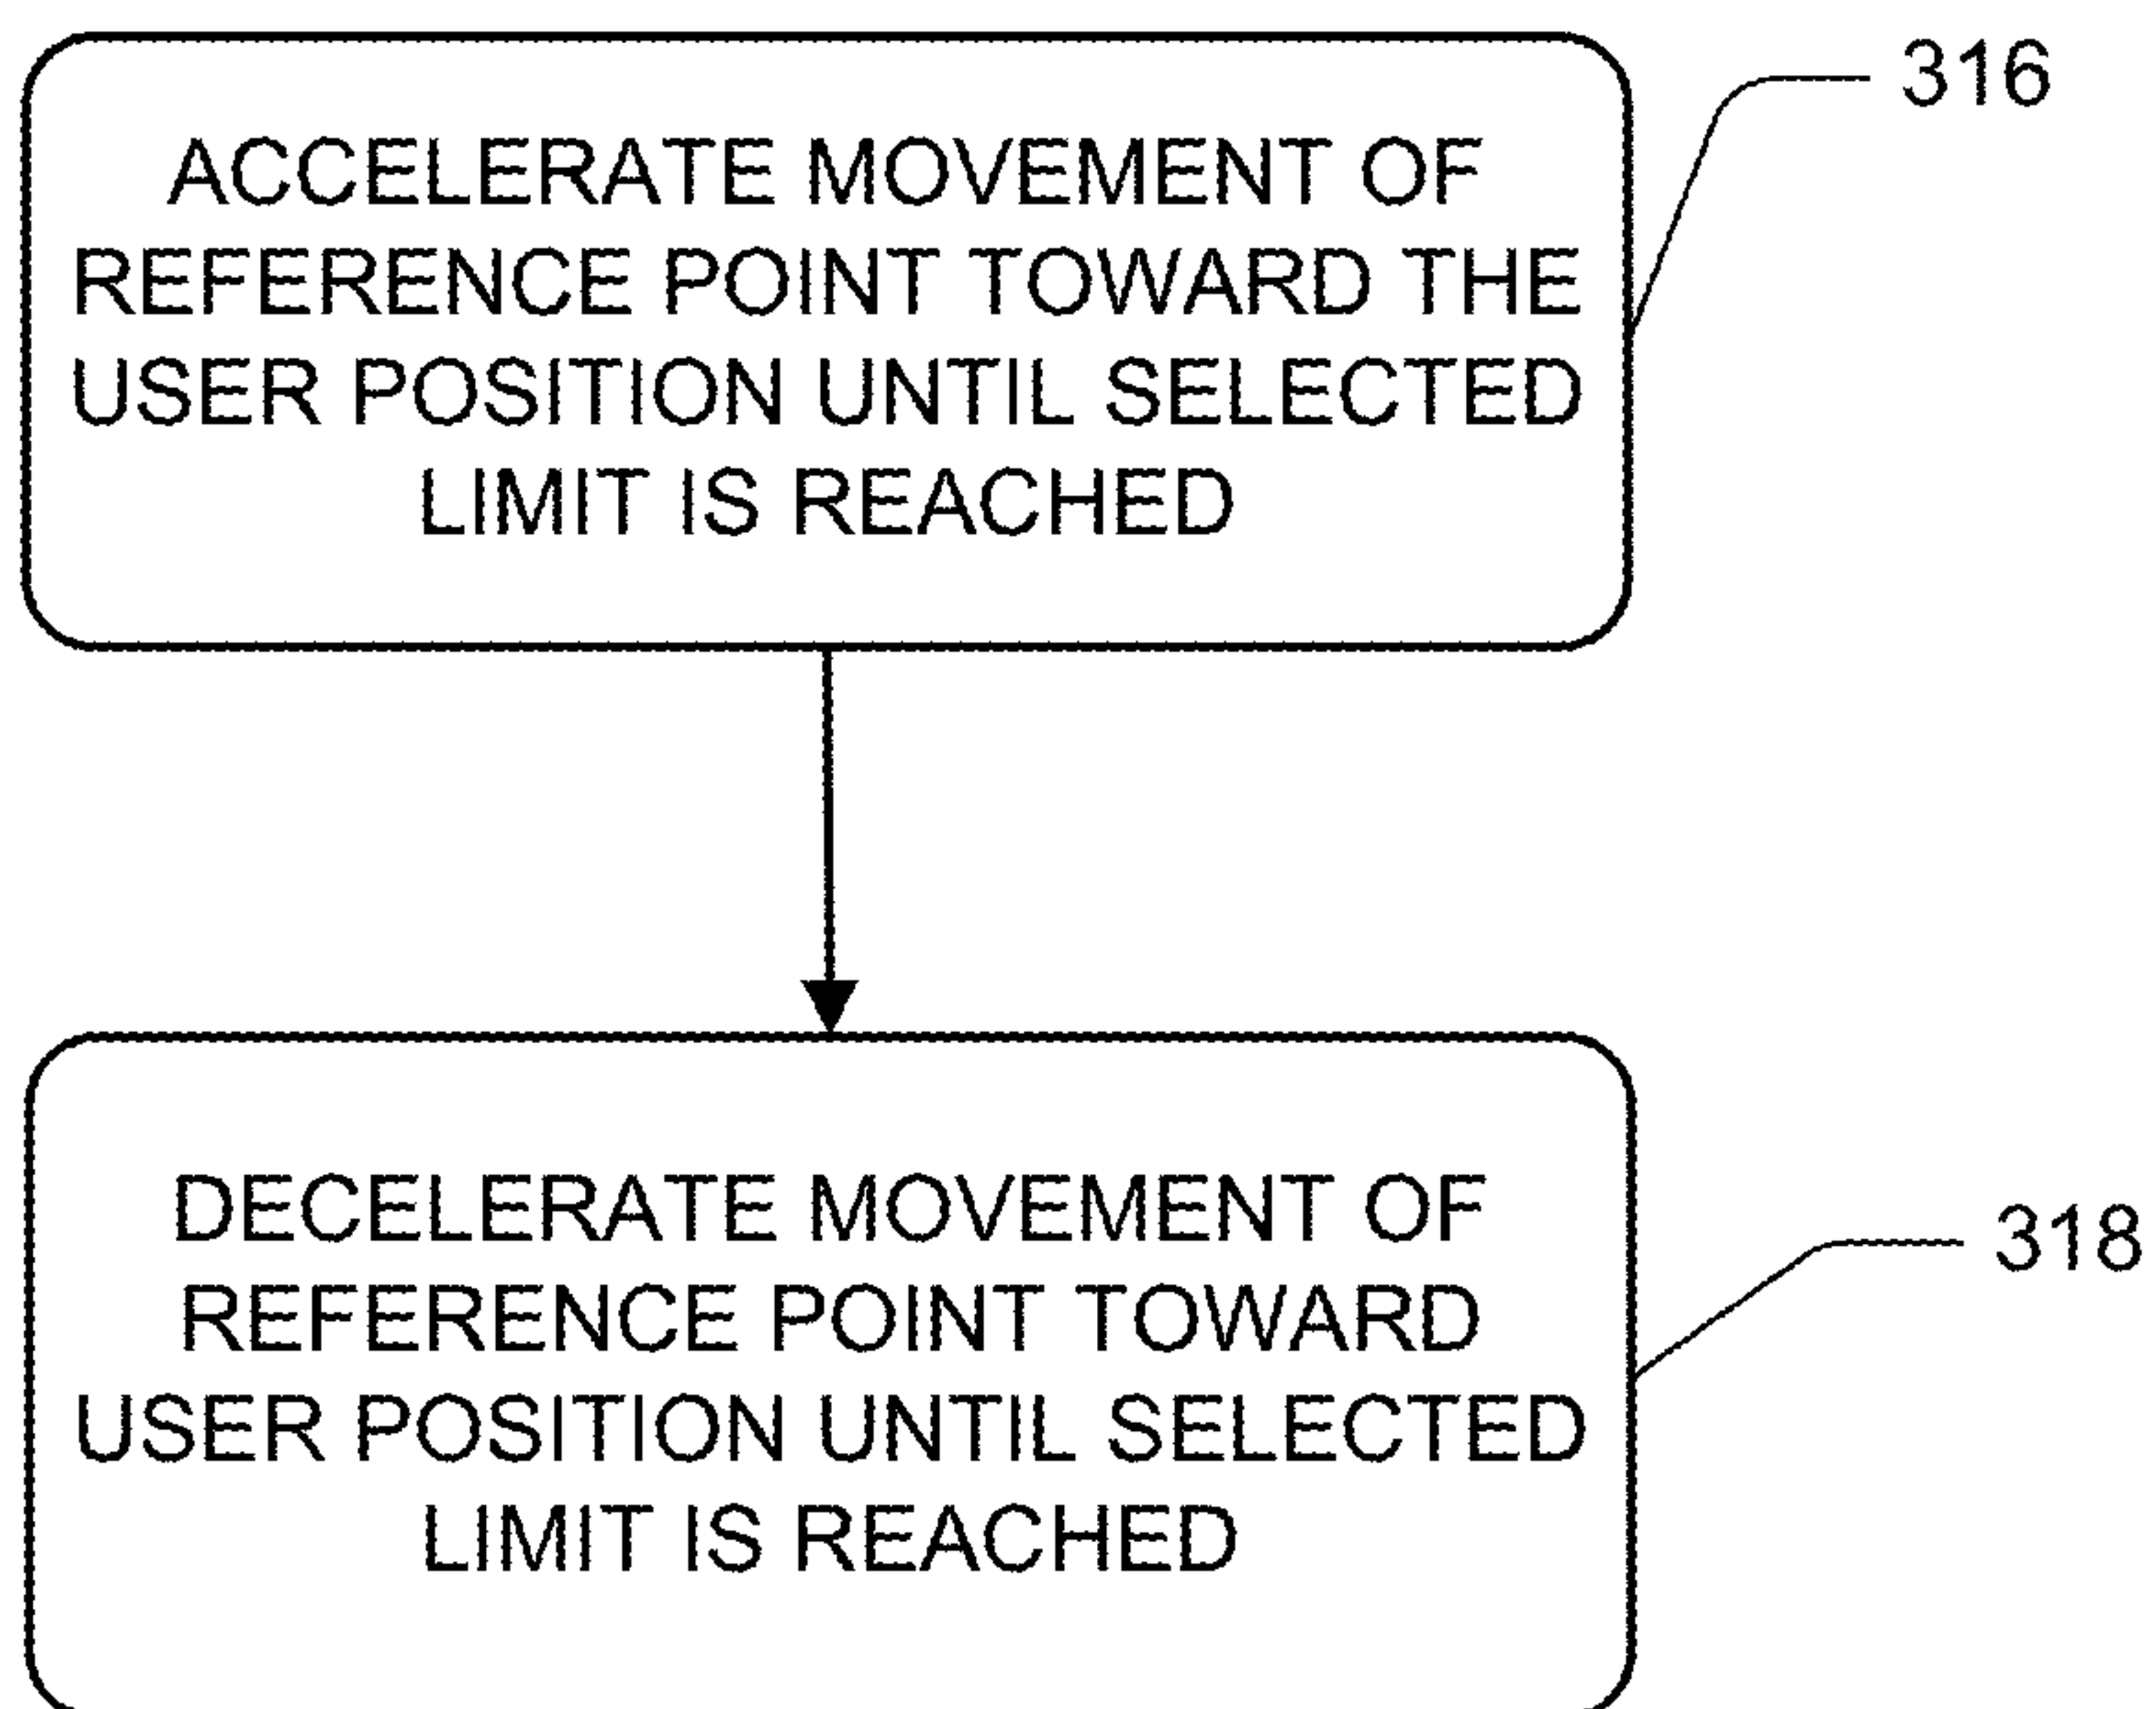 ACCELERATE MOVEMENT OF
REFERENCE POINT TOWARD THE
USER POSITION UNTIL SELECTED
LIMIT IS REACHED
316
DECELERATE MOVEMENT OF
REFERENCE POINT TOWARD
USER POSITION UNTIL SELECTED
LIMIT IS REACHED
318